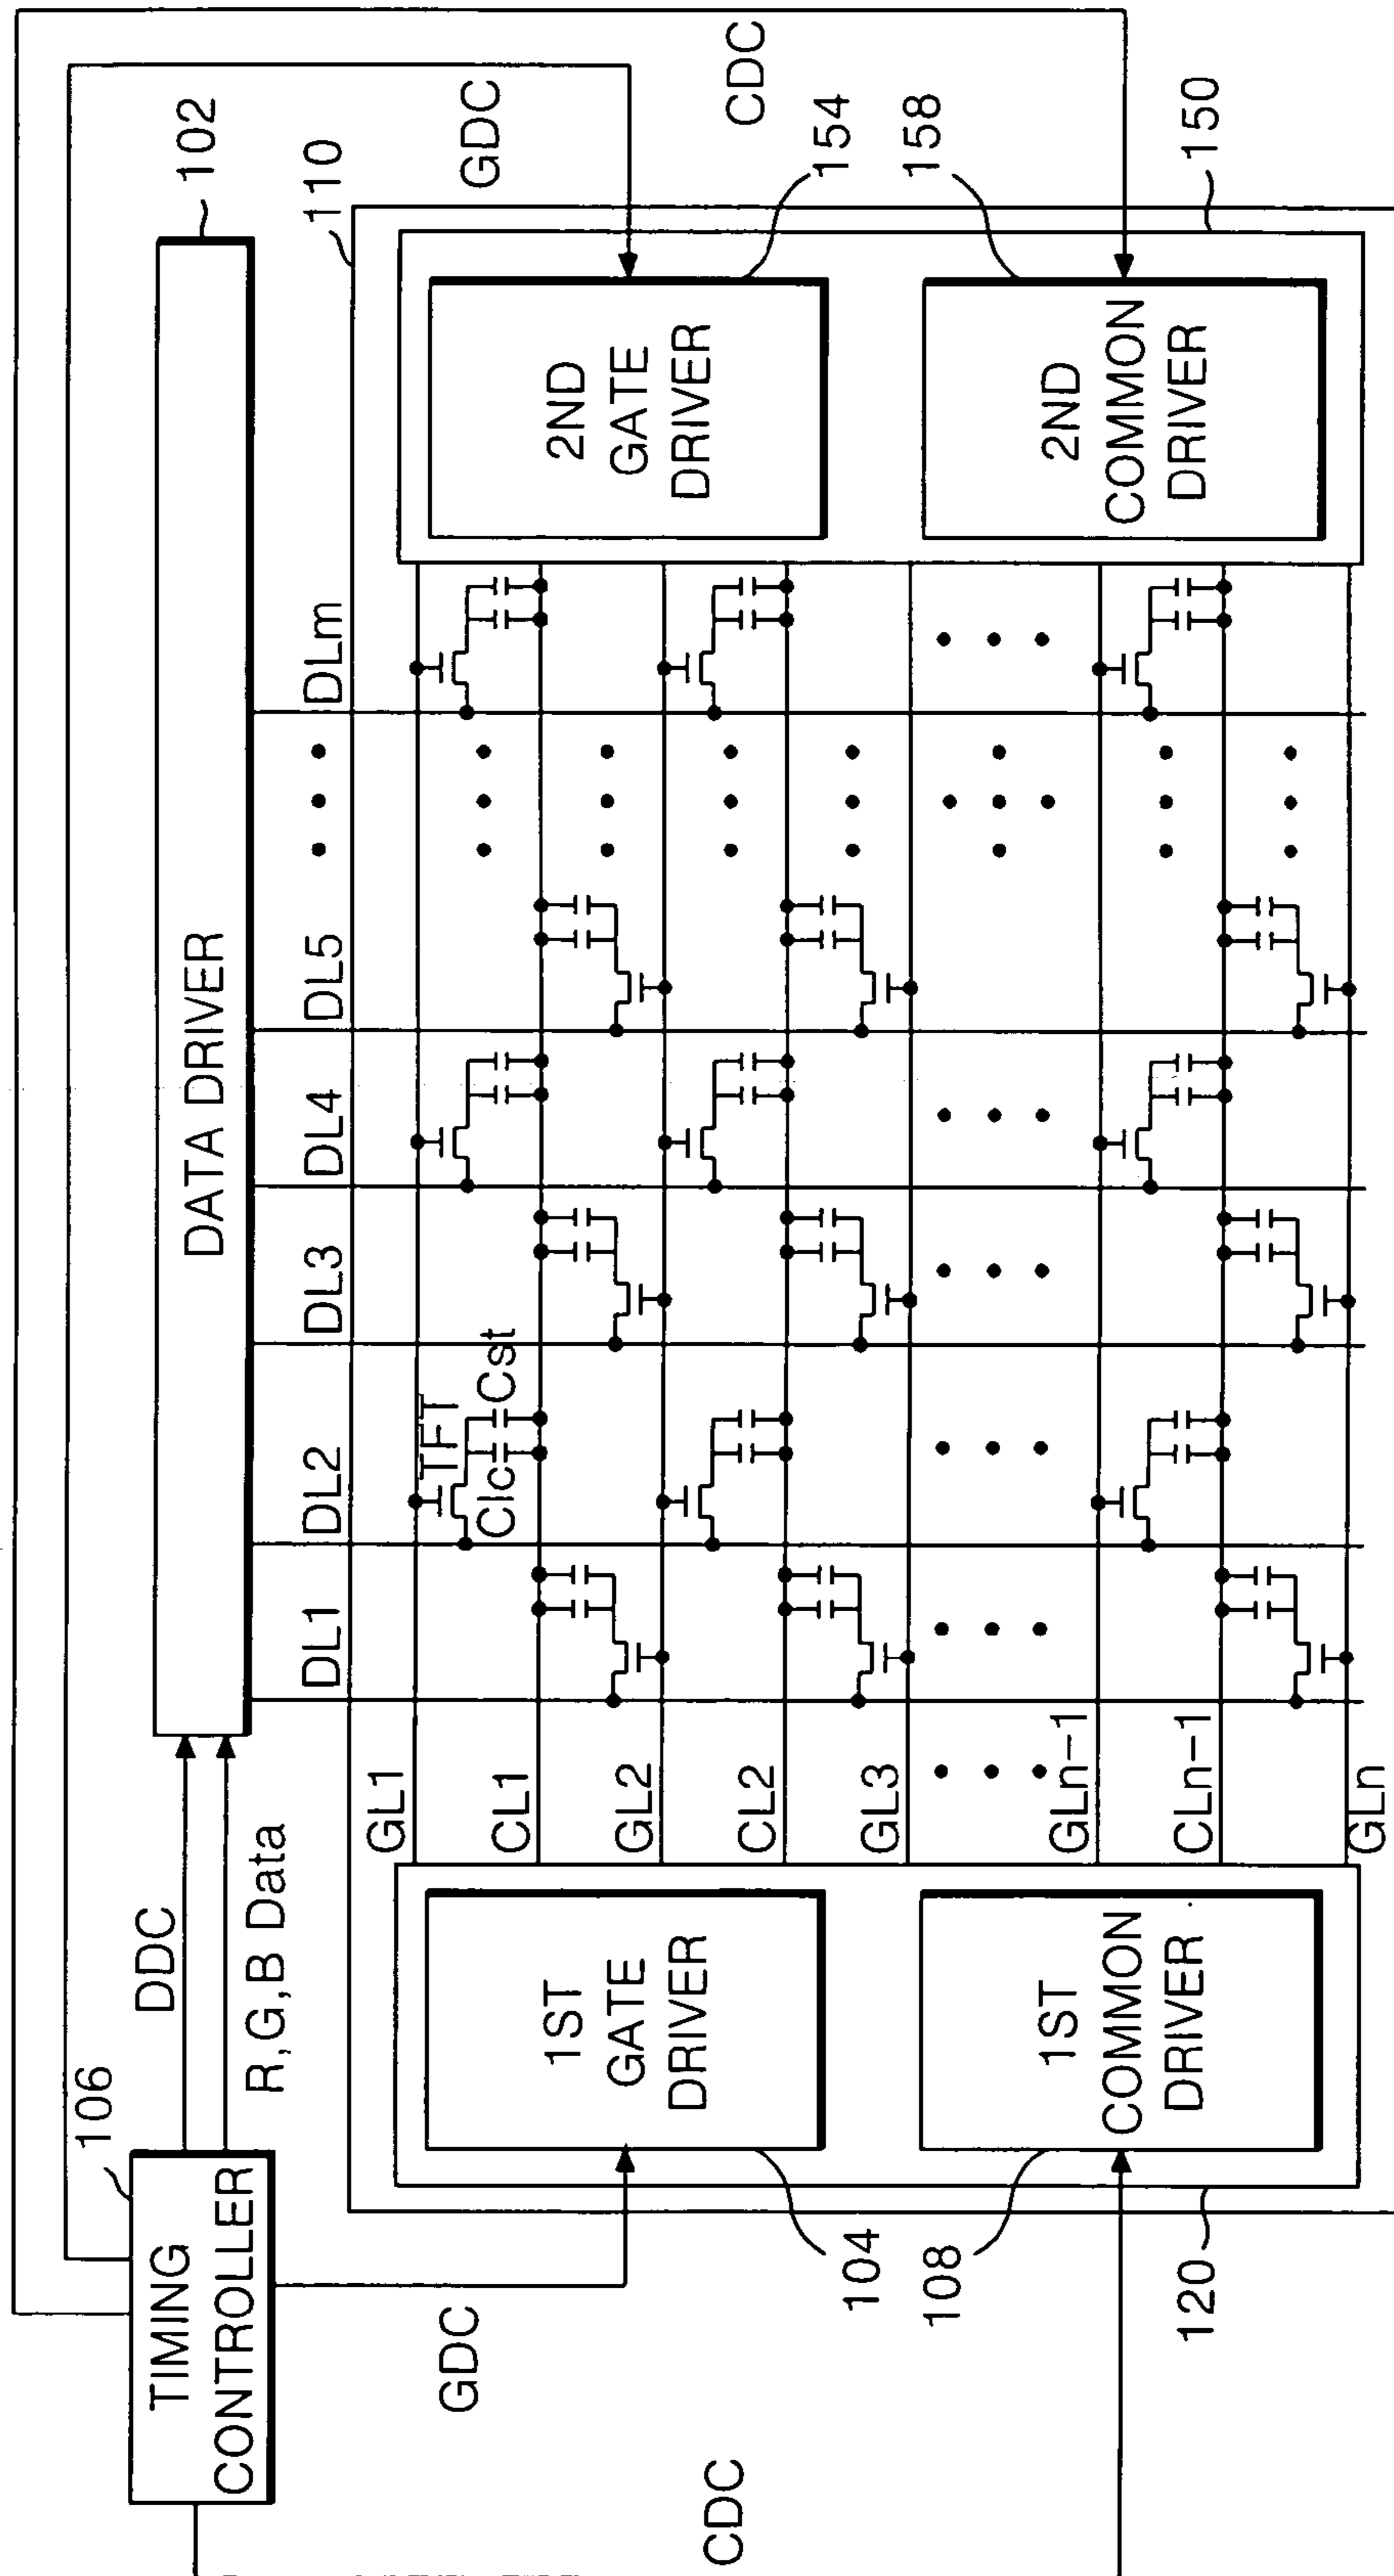 106
TIMING
CONTROLLER
DDC
R,G,B Data
DATA DRIVER
102
110
GDC
CDC
GDC
CDC
DL1
DL2
DL3
DL4
DL5
DLm
GL1
CL1
GL2
CL2
GL3
GLn-1
CLn-1
GLn
TFT
Clc
Cst
1ST
GATE
DRIVER
104
1ST
COMMON
DRIVER
108
120
2ND
GATE
DRIVER
154
2ND
COMMON
DRIVER
158
150